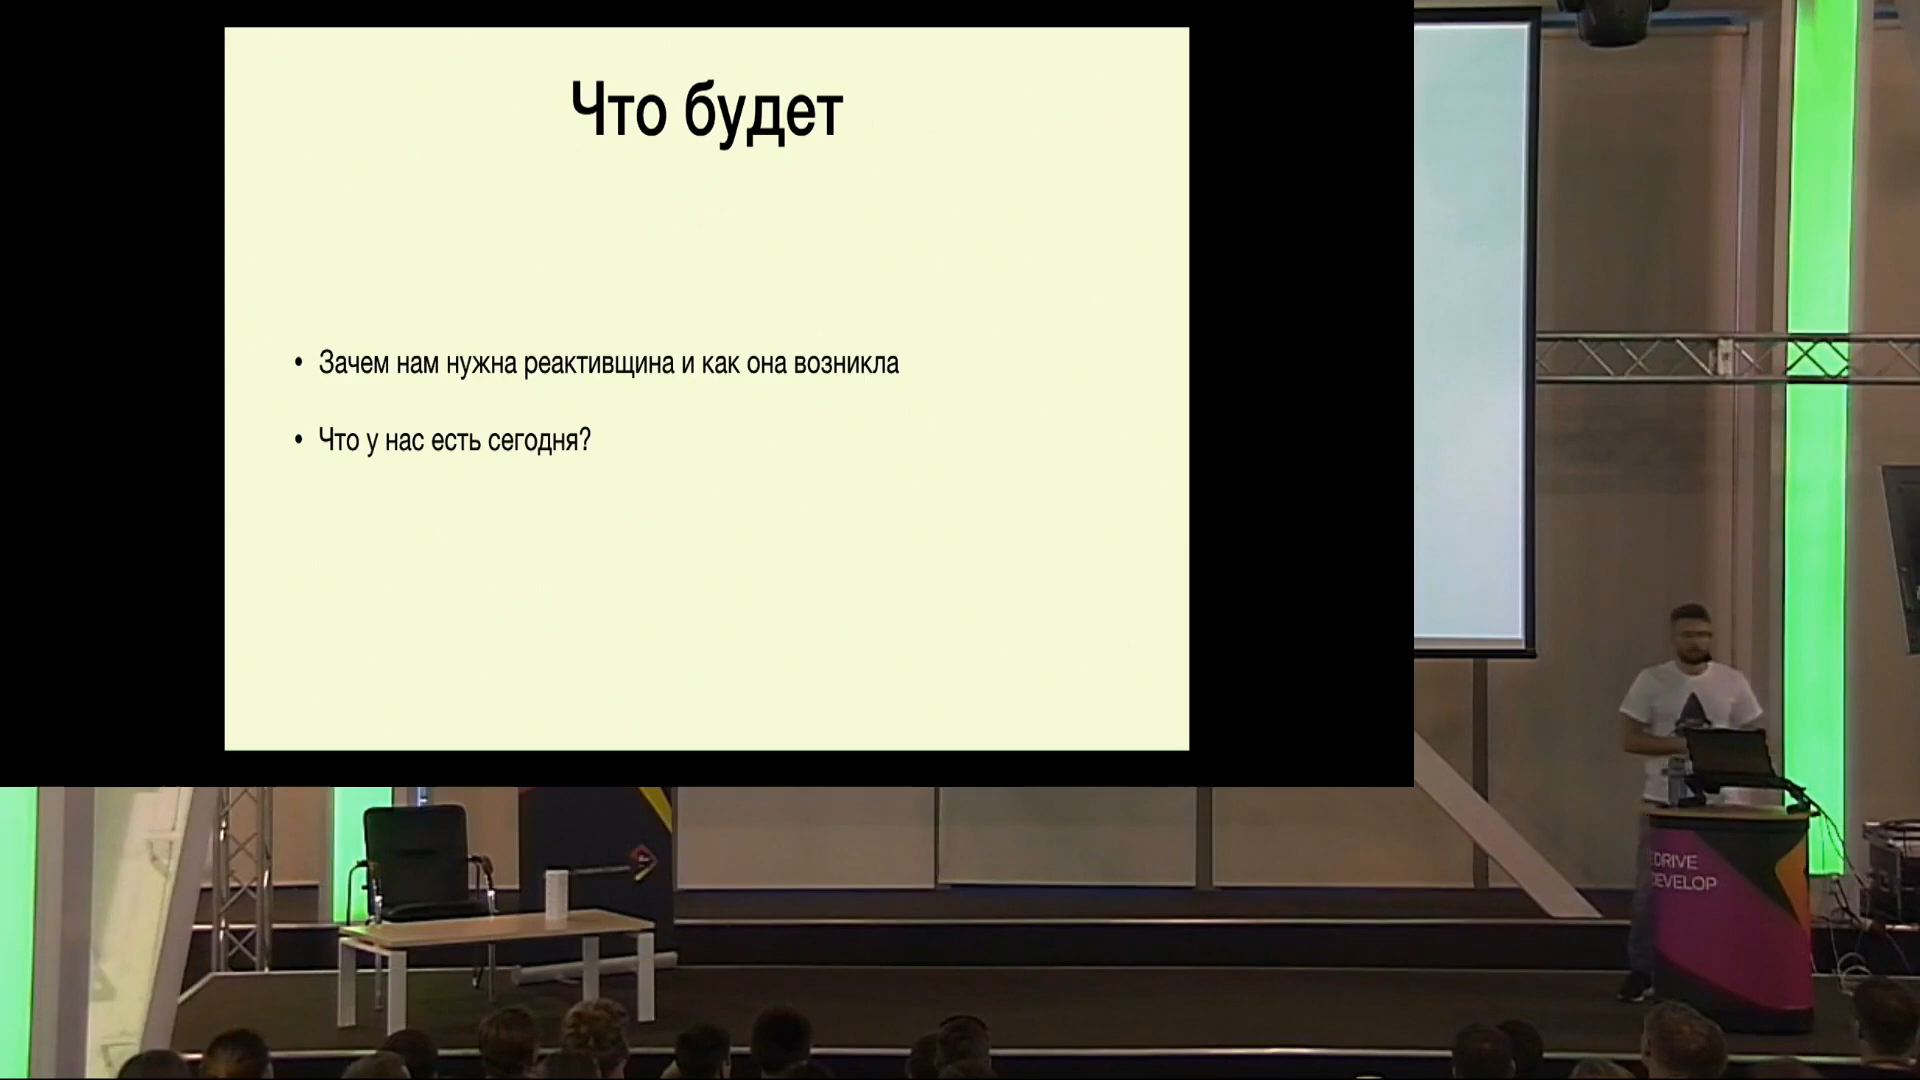 Что будет
• Зачем нам нужна реактивщина и как она возникла
• Что у нас есть сегодня?
DRIVE
DEVELOP